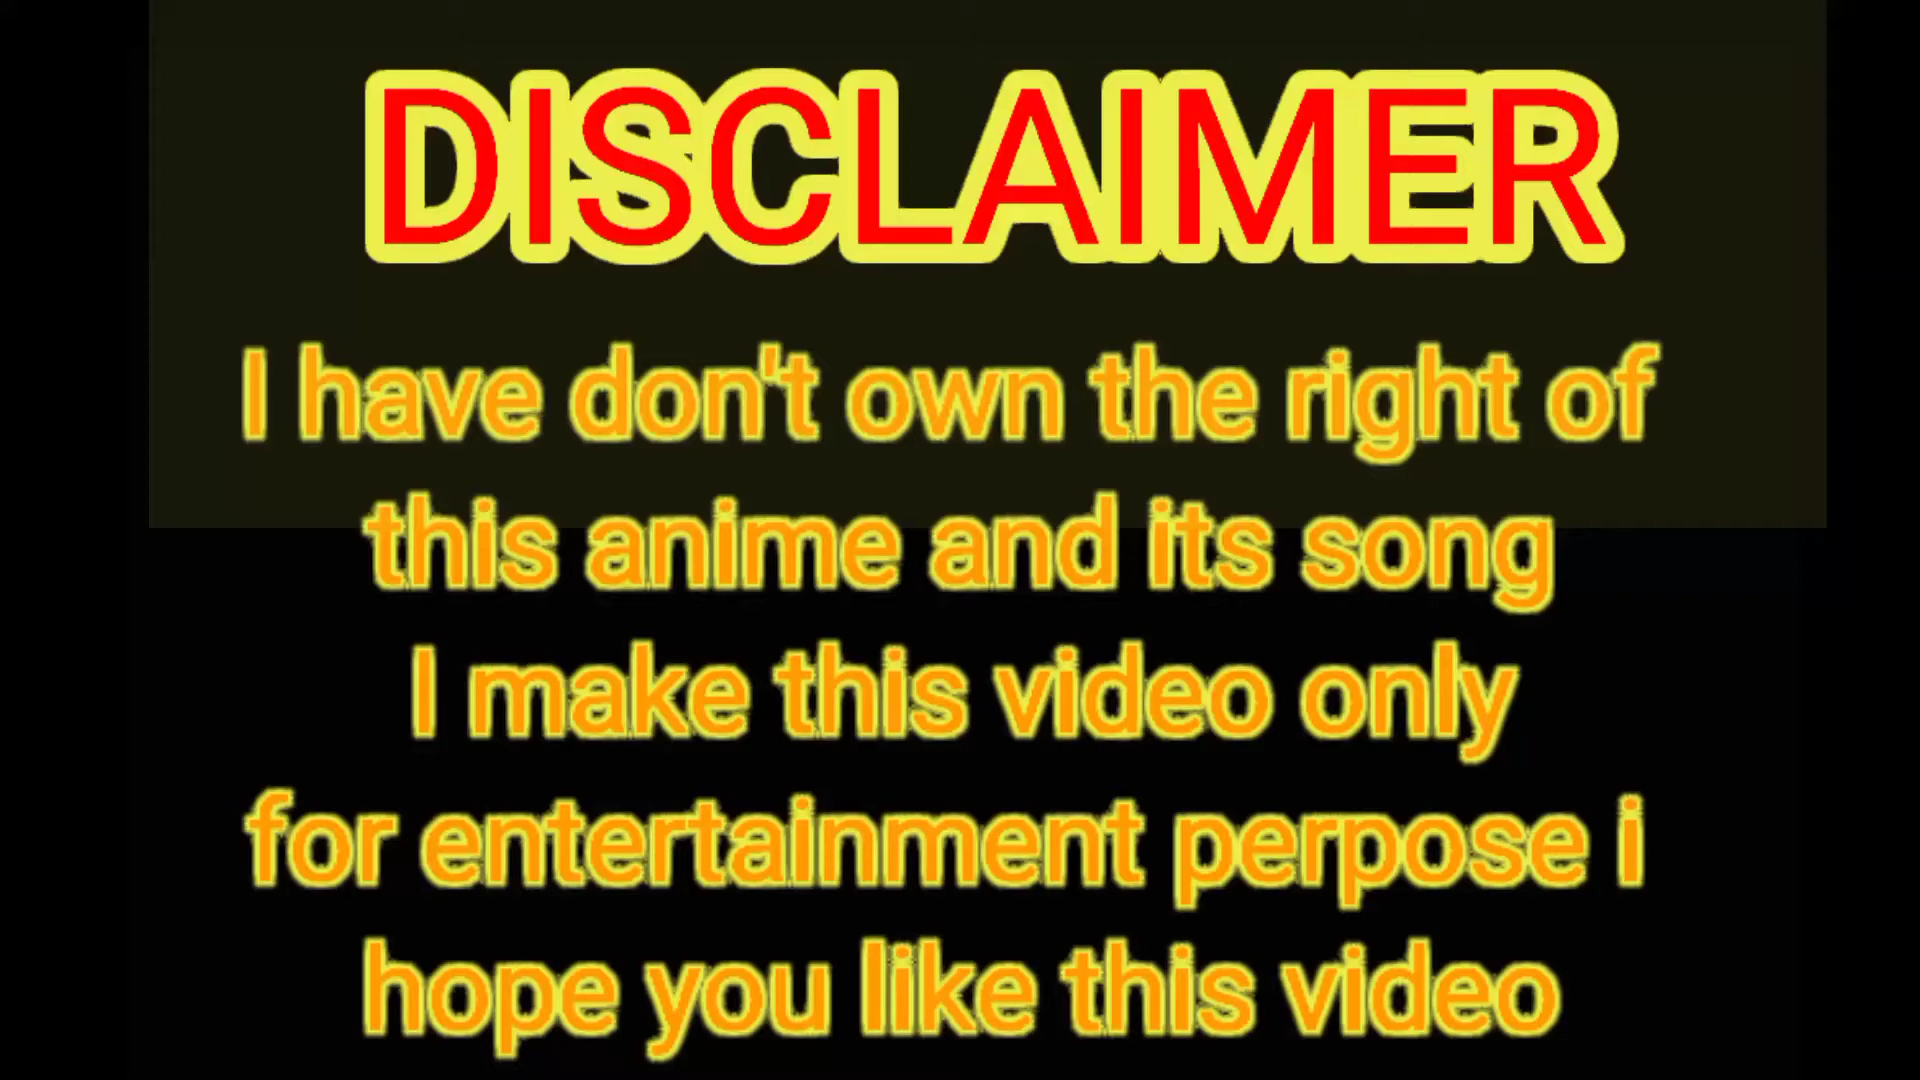 DISCLAIMER
I have don't own the right of
this anime and its song
I make this video only
for entertainment perpose i
hope you like this video